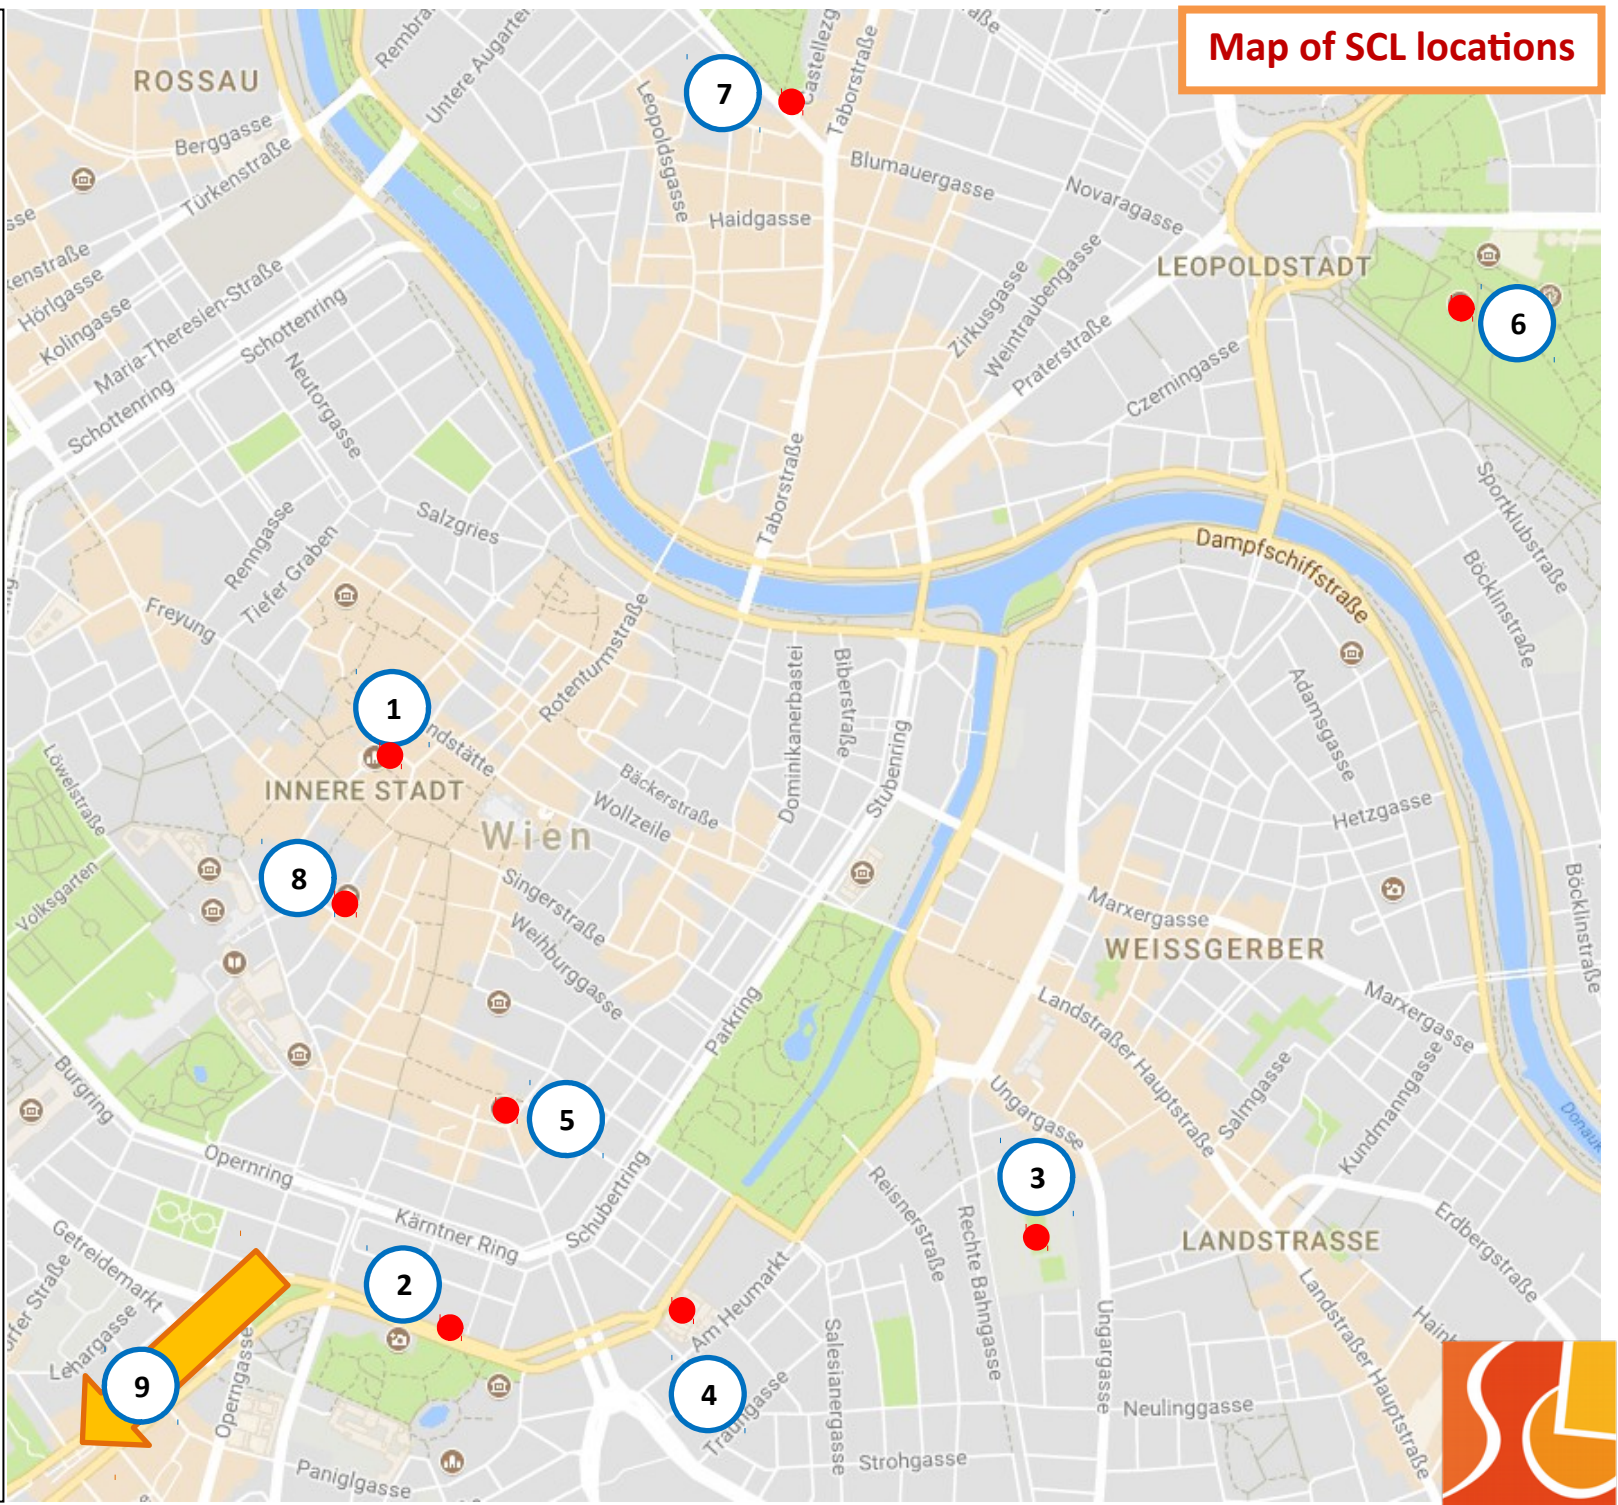 Map of SCL locations
ROSSAU
Berggasse
Türkenstraße
Hörlgasse
Kolingasse
Maria-Theresien-Straße
Schottenring
Schottenring
Neutorgasse
Untere Augarten
Leopoldsgasse
Haidgasse
Castellezg
Taborstraße
7
Blumauergasse
Novaragasse
Zirkusgasse
Weintraubengasse
Praterstraße
Czerningasse
LEOPOLDSTADT
6
Taborstraße
Salzgries
Renngasse
Tiefer Graben
Freyung
Rotenturmstraße
Dampfschiffstraße
Sportklubstraße
Böcklinstraße
Adamsgasse
Hetzgasse
Böcklinstraße
1
ndstätte
INNERE STADT
Wien
Bäckerstraße
Wollzeile
Dominikanerbastei
Biberstraße
Stubenring
Löwelstraße
Volksgarten
8
Singerstraße
Weihburggasse
Parkring
Marxergasse
WEISSGERBER
Marxergasse
Landstraßer Hauptstraße
Salmgasse
Kundmanngasse
Ungargasse
Burgring
Opernring
5
Kärntner Ring
Schubertring
3
Reisnerstraße
Rechte Bahngasse
LANDSTRASSE
Erdbergstraße
Landstraßer Hauptstraße
Getreidemarkt
Lehargasse
9
Operngasse
2
Am Heumarkt
4
Traungasse
Salesianergasse
Ungargasse
Neulinggasse
Strohgasse
Paniglgasse